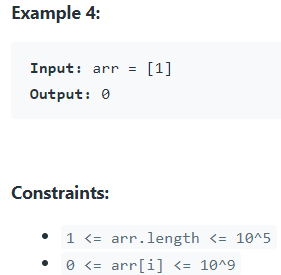 Example 4:
Input: arr = [1]
Output: 0
Constraints:
1 <= arr.length <= 10^5
0 <= arr[i] <= 10^9